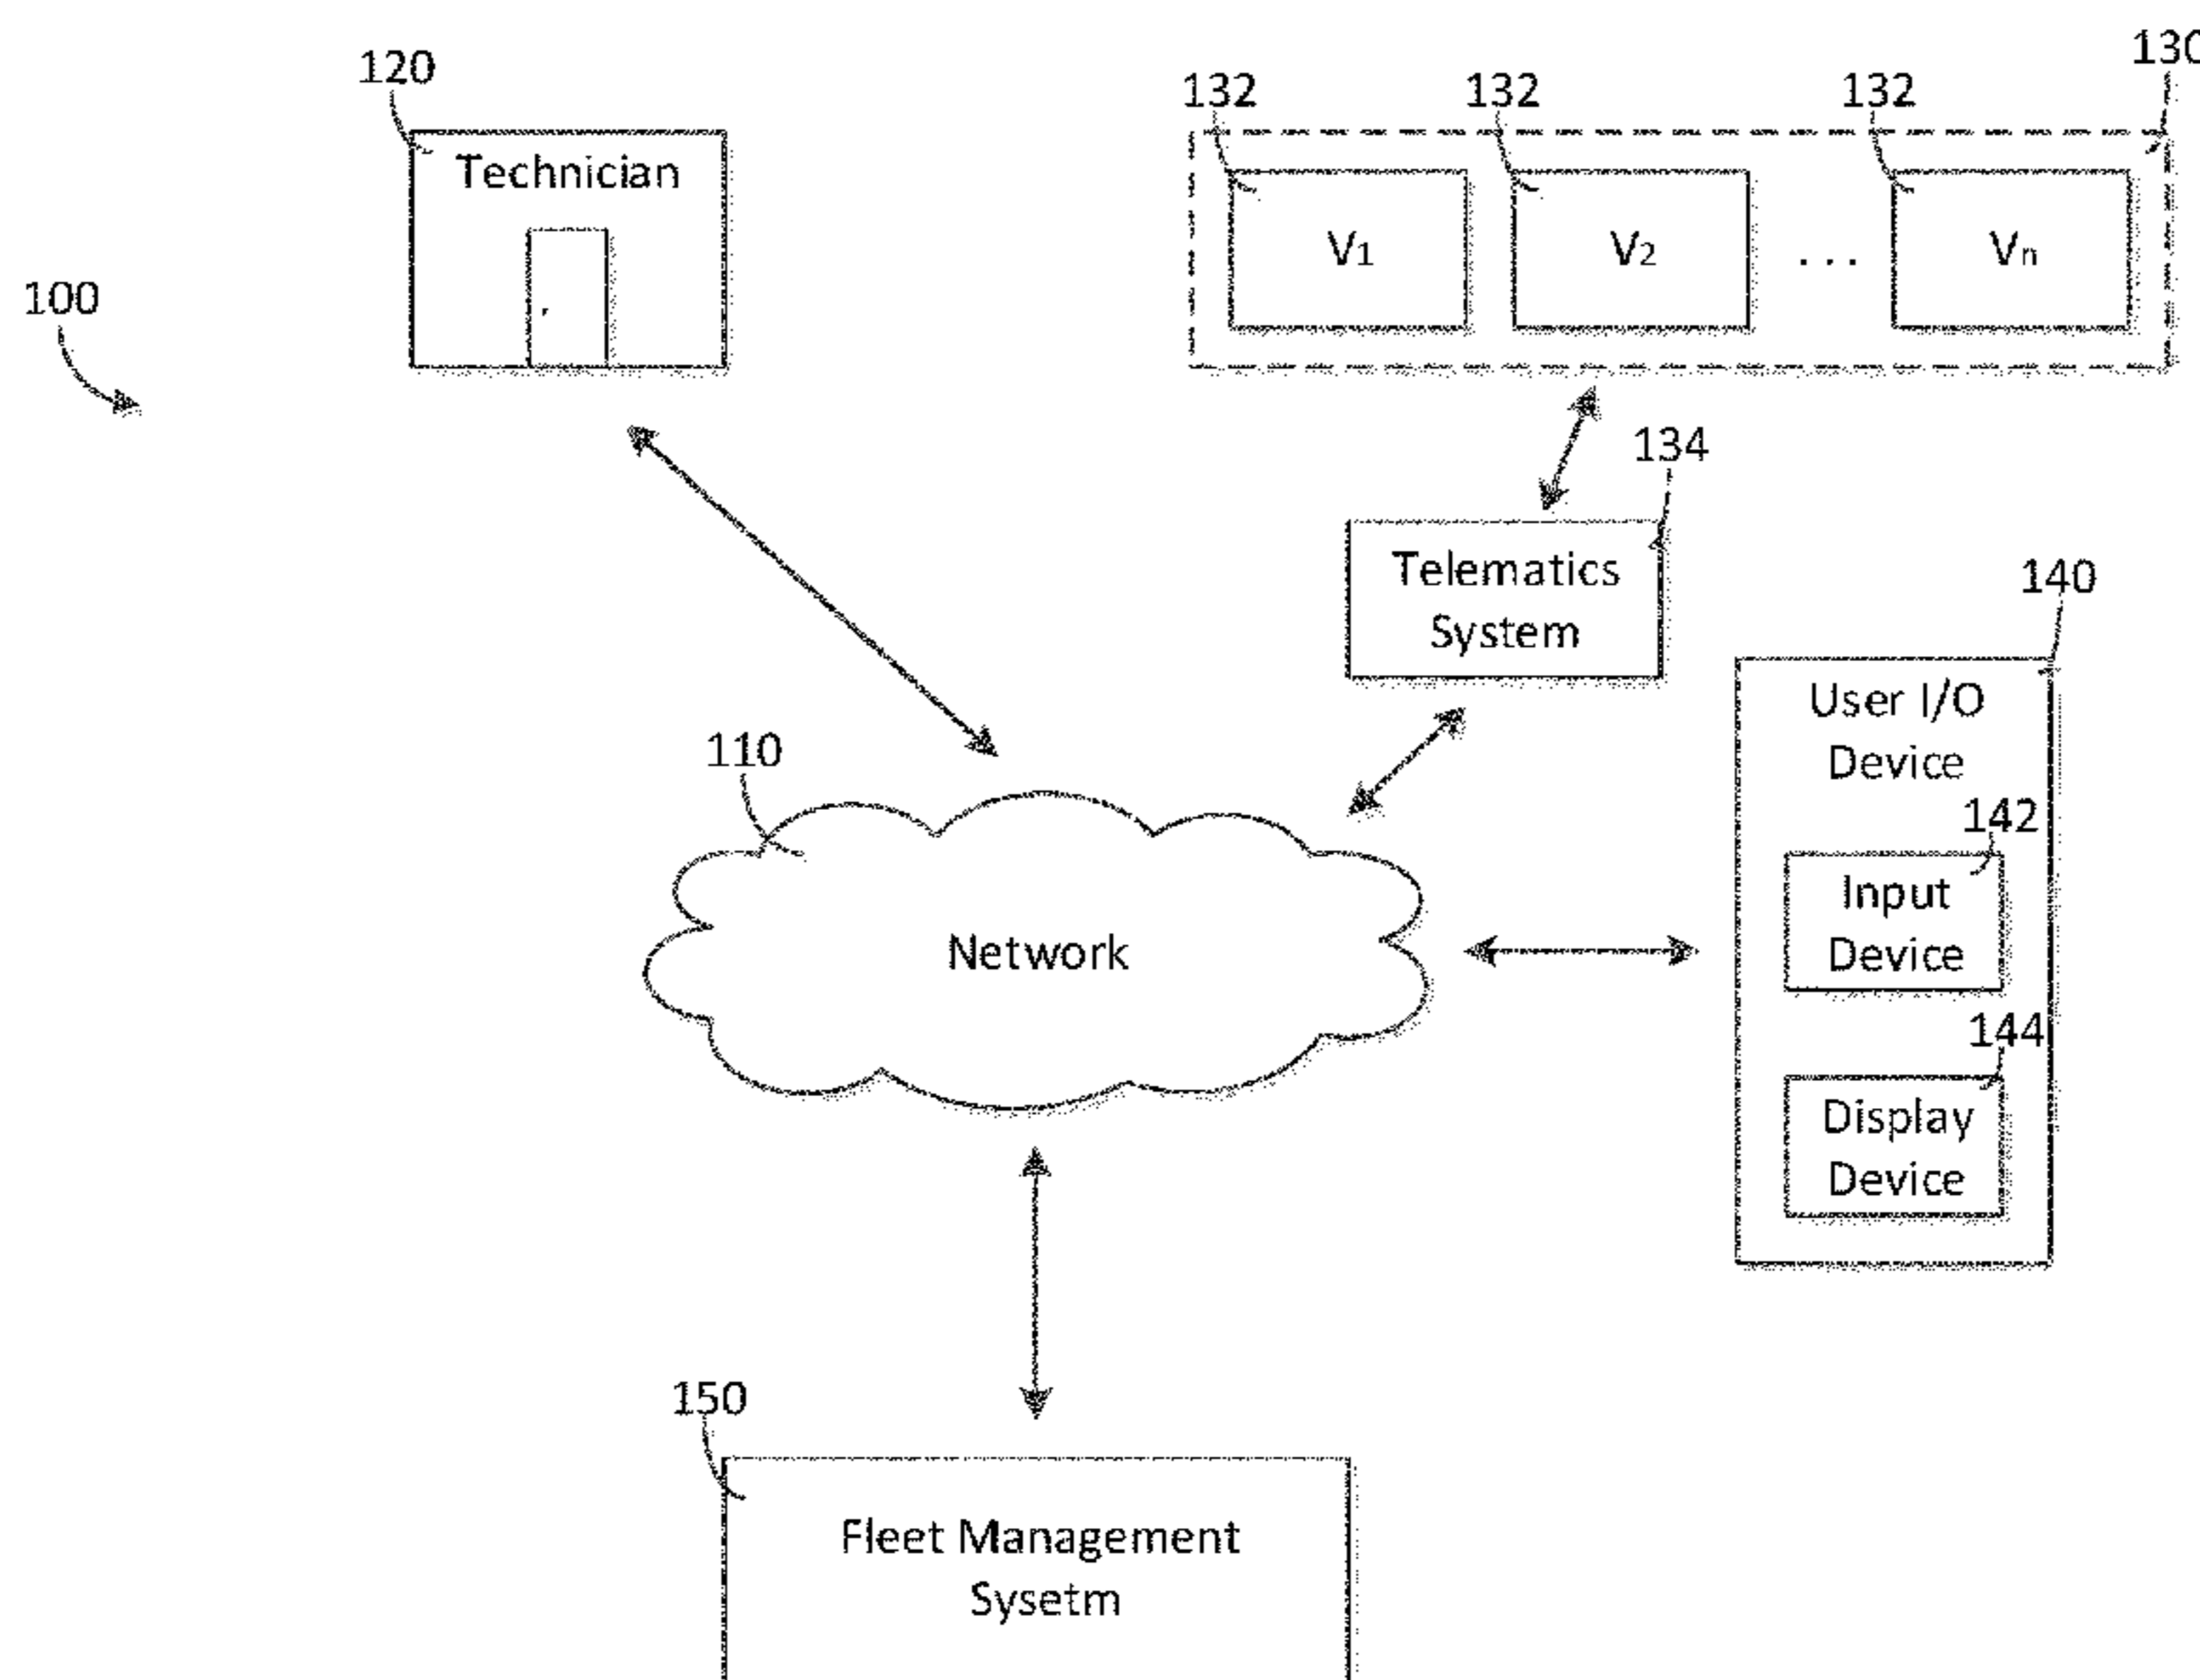 120
132
132
132
130
Technician
V1
V2
...
Vn
100
134
Telematics
System
140
User I/O
Device
110
142
Input
Device
Network
144
Display
Device
150
Fleet Management
Sysetm